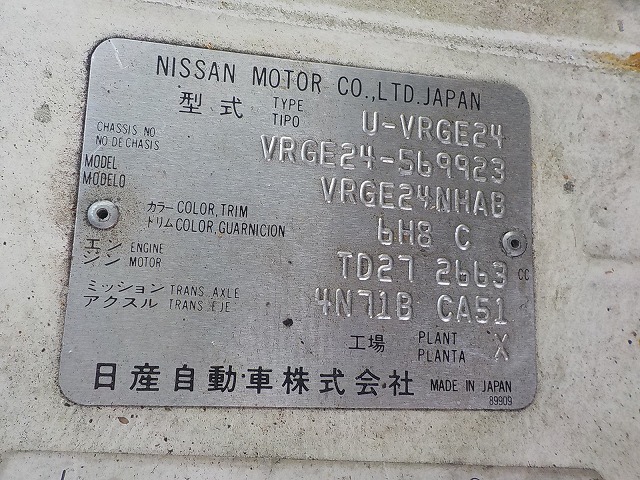 NISSAN MOTOR CO.,LTD.JAPAN
型式 TYPE TIPO U-VRGE24
CHASSIS NO. NO DE CHASIS VRGE24-569923
MODEL MODELO VRGE24NHAB
カラー COLOR,TRIM トリム COLOR,GUARNICION 6H8 C
エンジン ENGINE MOTOR TD27 2663 CC
ミッション TRANS. AXLE アクスル TRANS. EJE 4N71B CA51
工場 PLANT PLANTA X
日産自動車株式会社 MADE IN JAPAN
89909